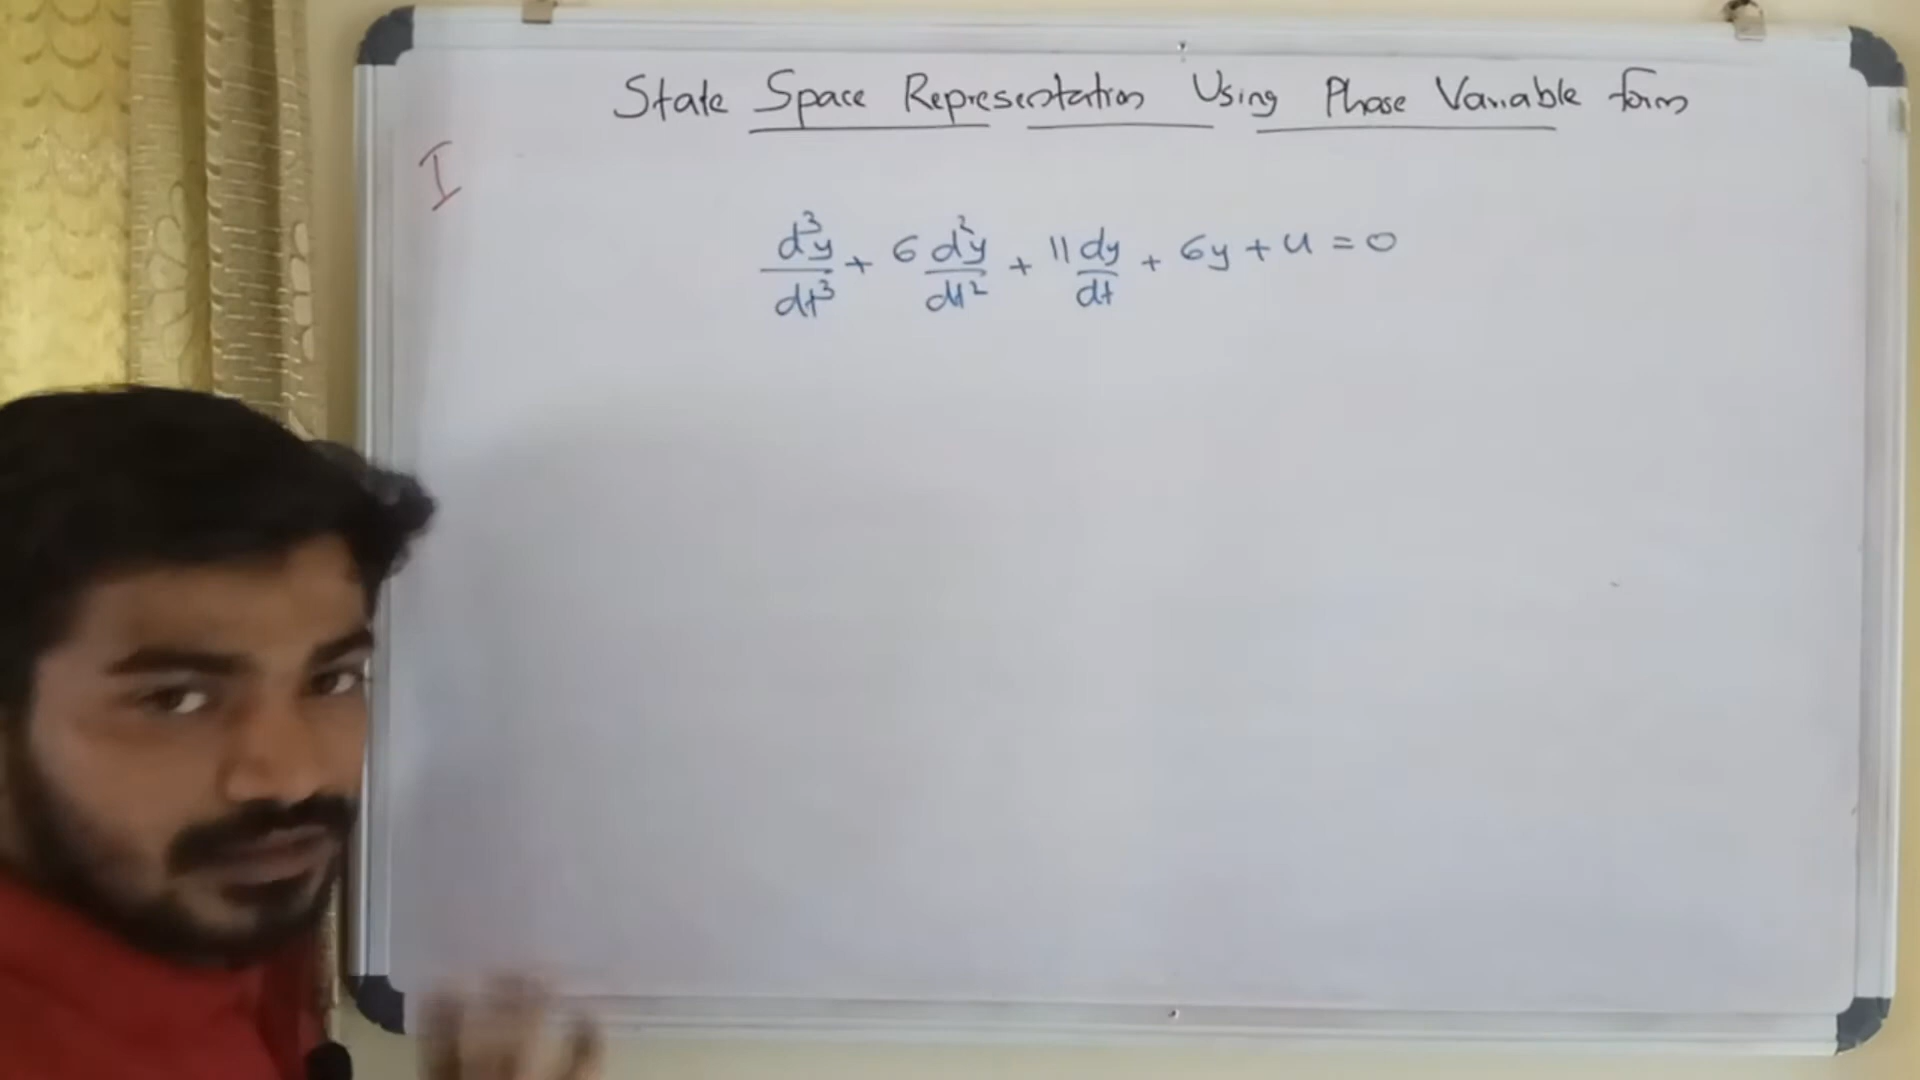 State Space Representation Using Phase Variable form
I
d³y/dt³ + 6 d²y/dt² + 11 dy/dt + 6y + u = 0